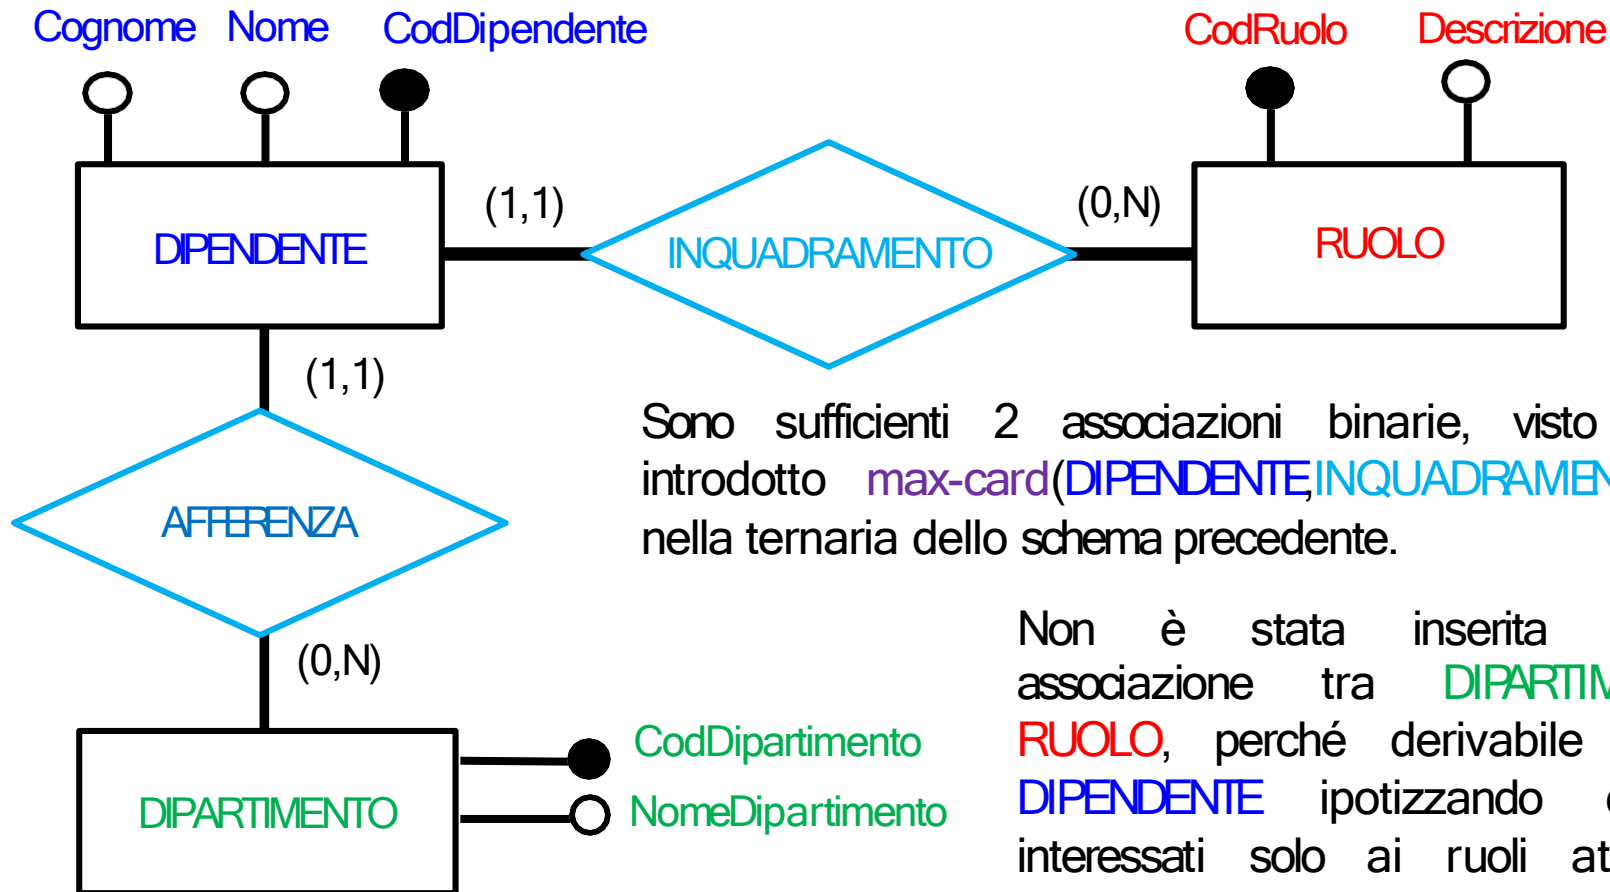 Cognome Nome CodDipendente CodRuolo Descrizione
(1,1) (0,N)
DIPENDENTE INQUADRAMENTO RUOLO
(1,1)
Sono sufficienti 2 associazioni binarie, visto
introdotto max-card(DIPENDENTE,INQUADRAMEN
AFFERENZA
nella ternaria dello schema precedente.
Non è stata inserita
(0,N)
associazione tra DIPARTIM
CodDipartimento
RUOLO, perché derivabile
DIPARTIMENTO NomeDipartimento
DIPENDENTE ipotizzando
interessati solo ai ruoli